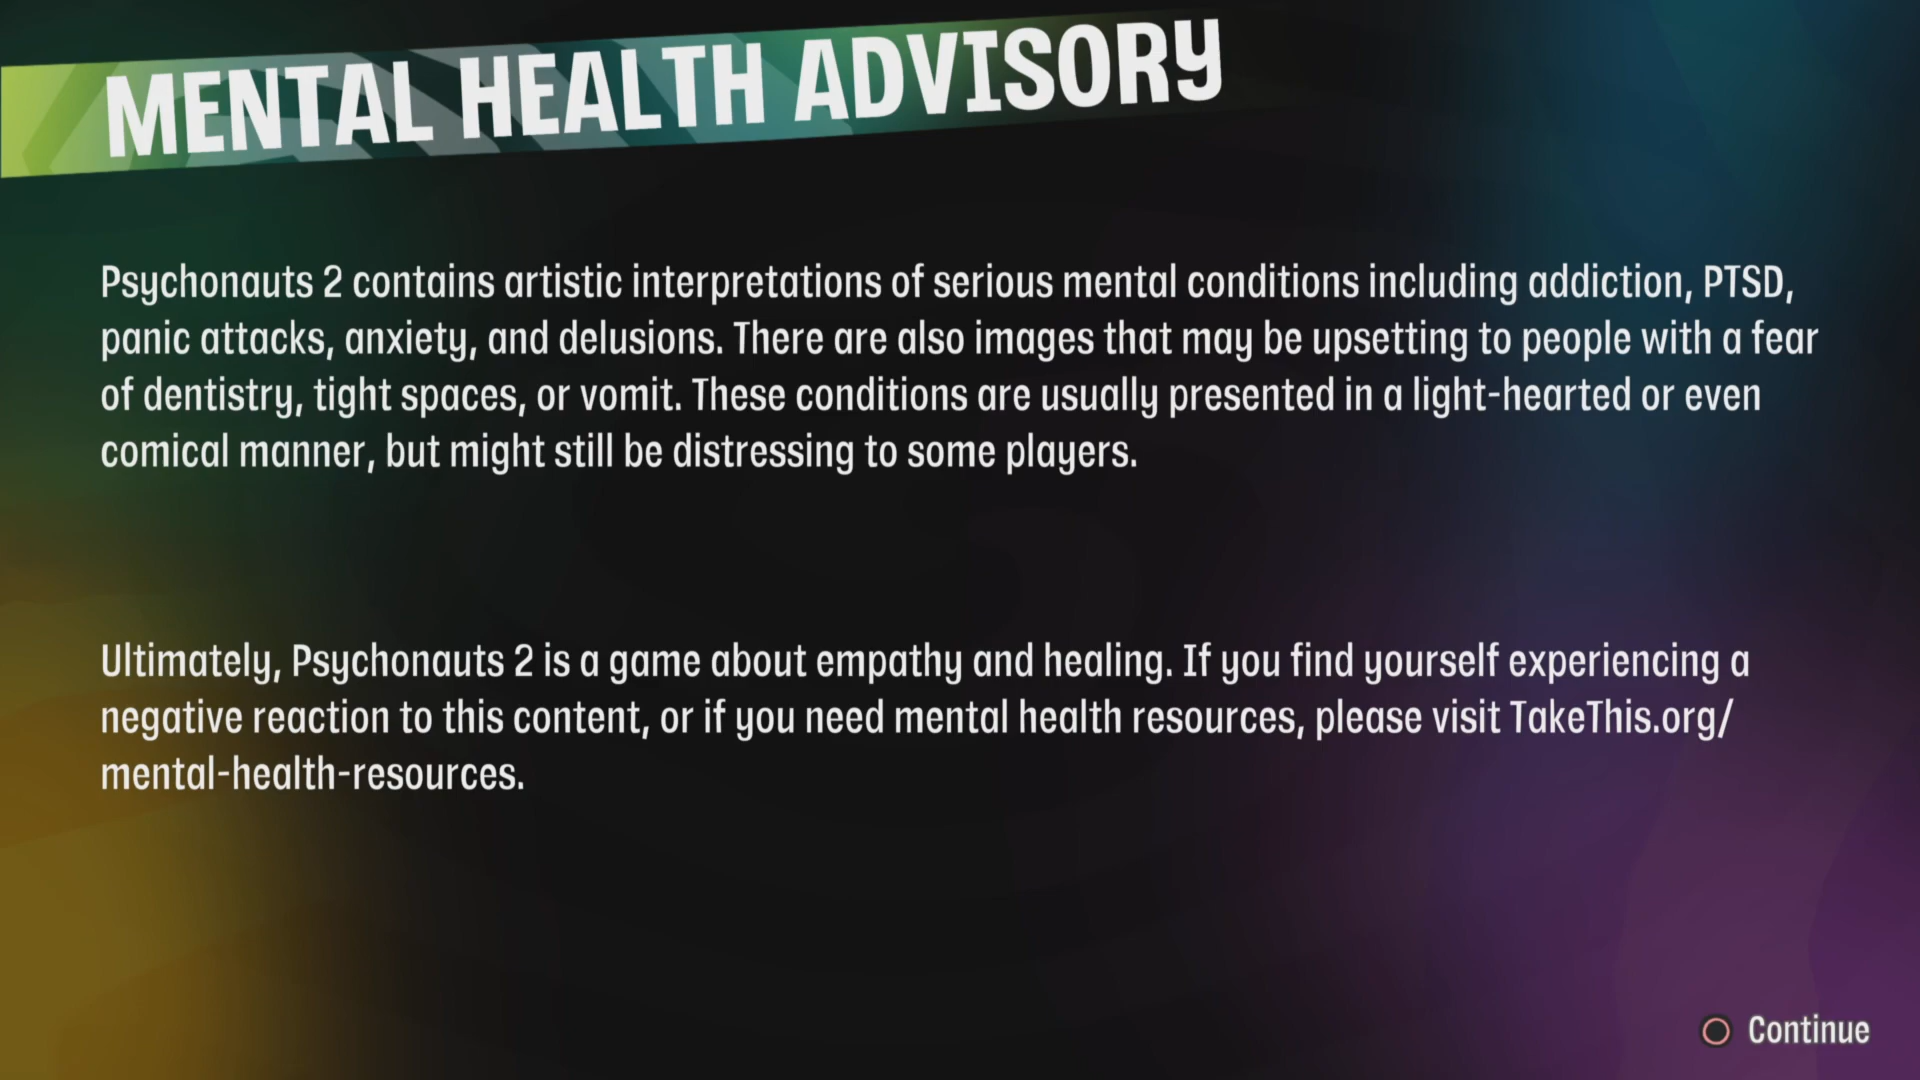 MENTAL HEALTH ADVISORY
Psychonauts 2 contains artistic interpretations of serious mental conditions including addiction, PTSD,
panic attacks, anxiety, and delusions. There are also images that may be upsetting to people with a fear
of dentistry, tight spaces, or vomit. These conditions are usually presented in a light-hearted or even
comical manner, but might still be distressing to some players.
Ultimately, Psychonauts 2 is a game about empathy and healing. If you find yourself experiencing a
negative reaction to this content, or if you need mental health resources, please visit TakeThis.org/
mental-health-resources.
Continue